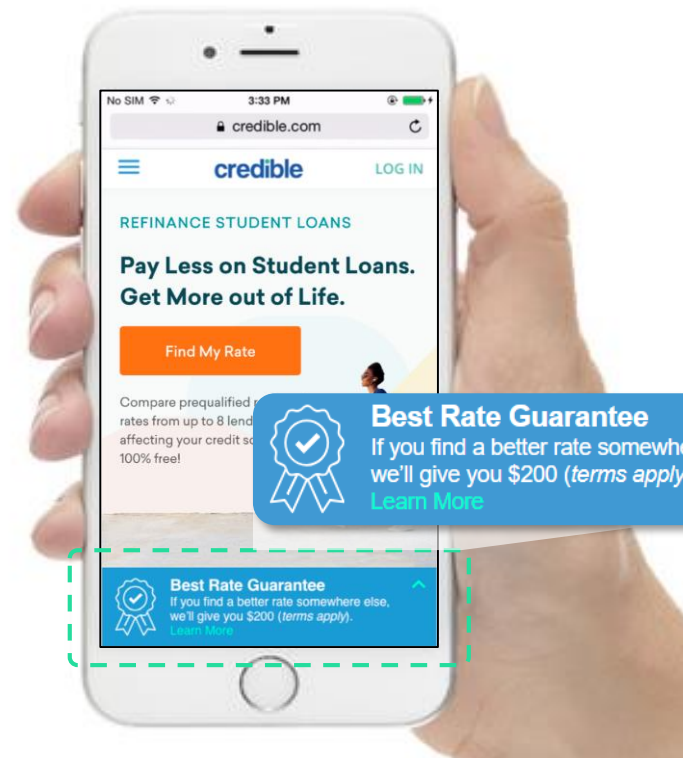 No SIM 3:33 PM
credible.com
credible LOG IN
REFINANCE STUDENT LOANS
Pay Less on Student Loans.
Get More out of Life.
Find My Rate
Compare prequalified
rates from up to 8
affecting your credit
100% free!
Best Rate Guarantee
If you find a better rate
we'll give you $200 (terms apply
Learn More
Best Rate Guarantee
If you find a better rate somewhere else,
we'll give you $200 (terms apply).
Learn More